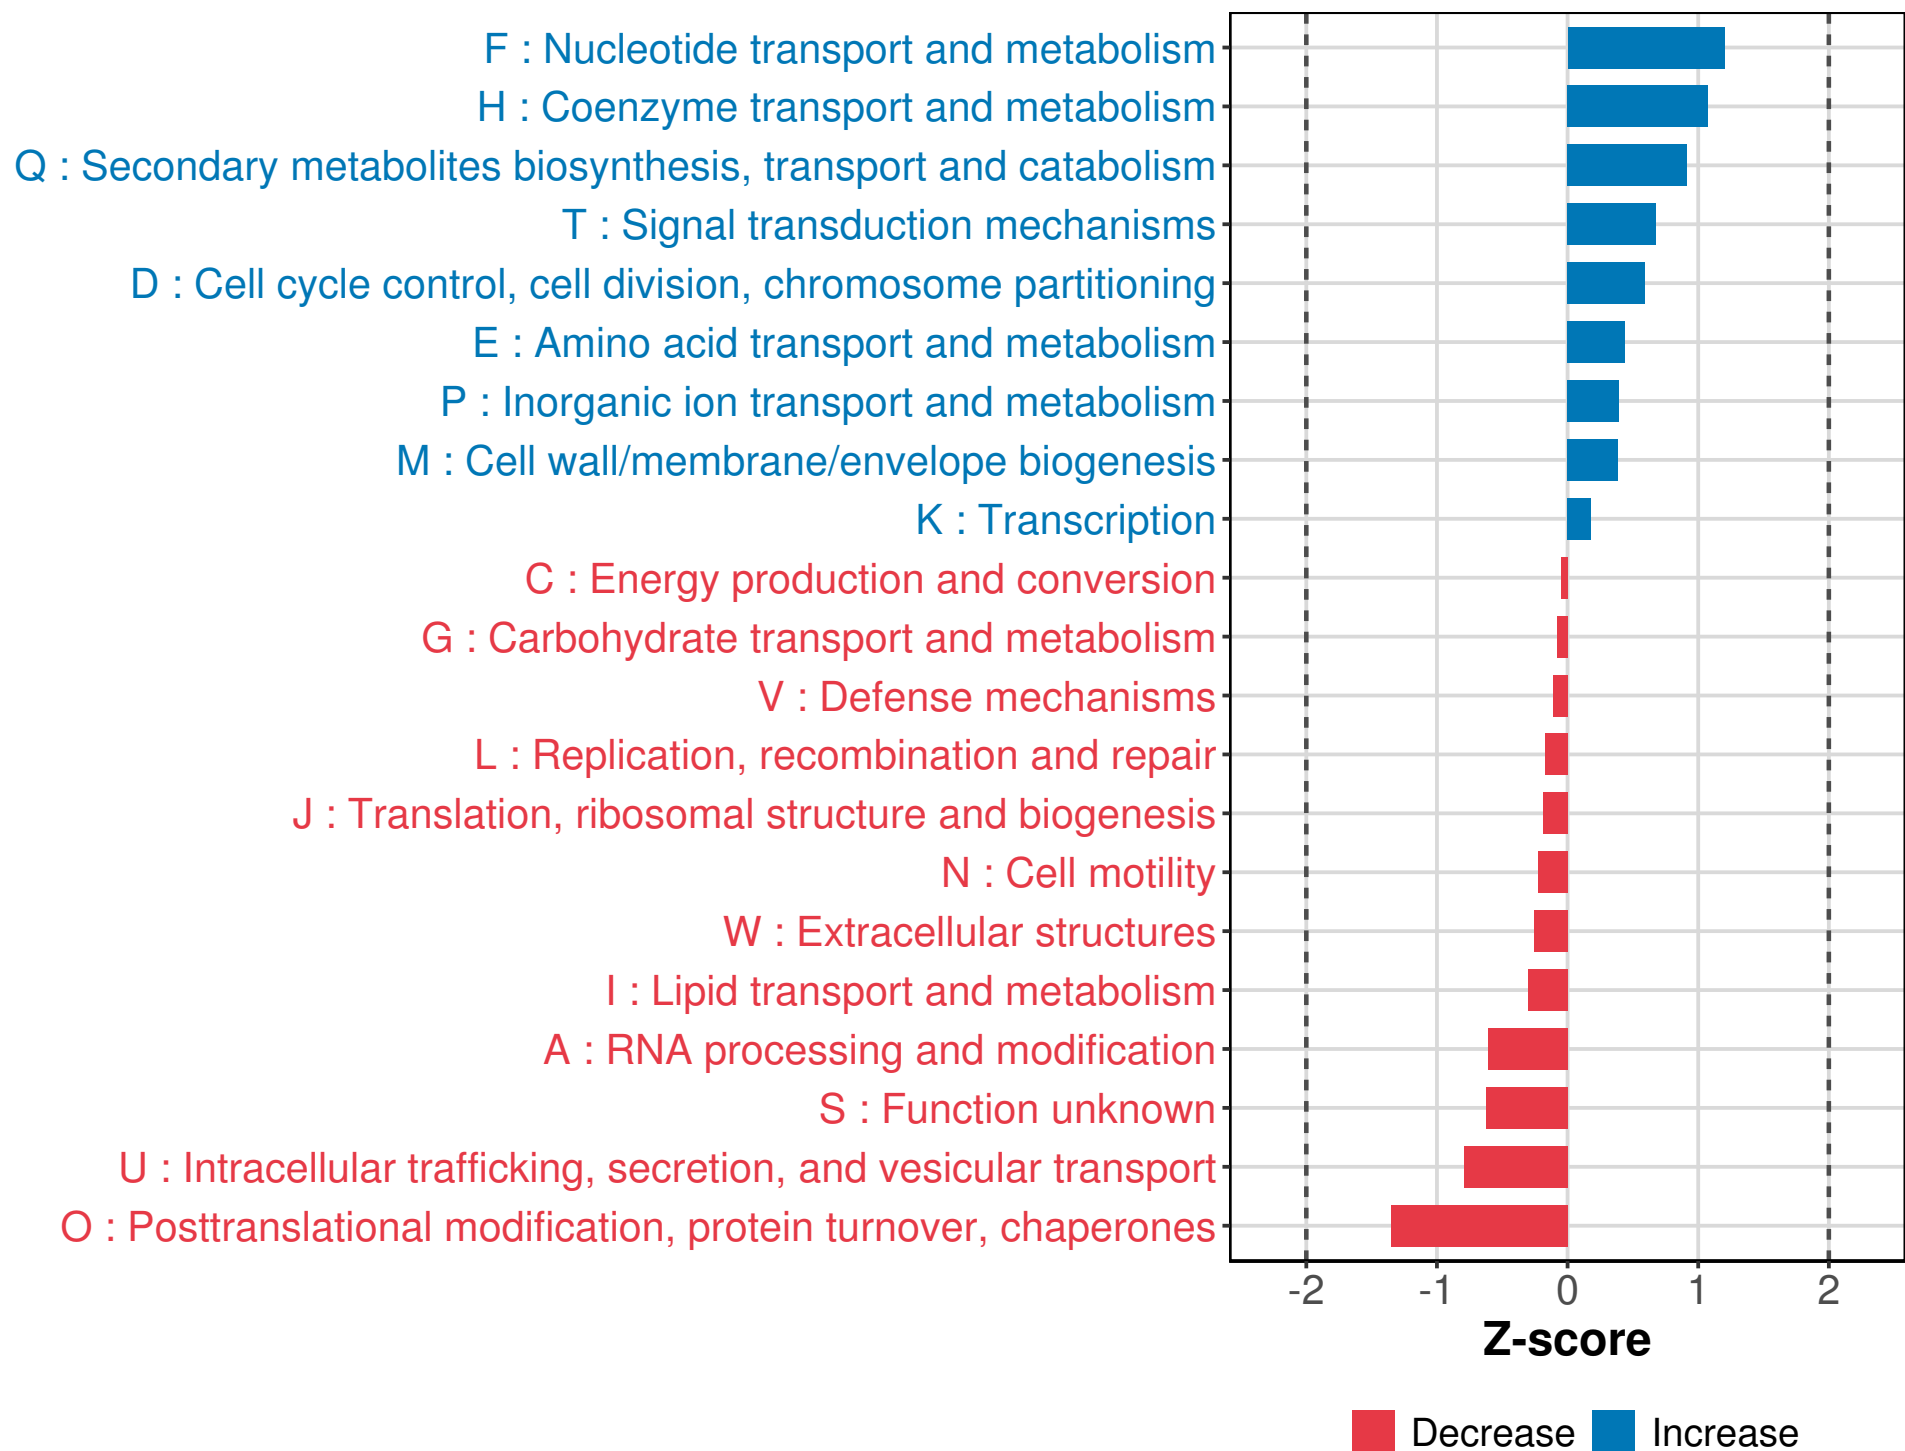 F : Nucleotide transport and metabolism
H : Coenzyme transport and metabolism
Q : Secondary metabolites biosynthesis, transport and catabolism
T : Signal transduction mechanisms
D : Cell cycle control, cell division, chromosome partitioning
E : Amino acid transport and metabolism
P : Inorganic ion transport and metabolism
M : Cell wall/membrane/envelope biogenesis
K : Transcription
C : Energy production and conversion
G : Carbohydrate transport and metabolism
V : Defense mechanisms
L : Replication, recombination and repair
J : Translation, ribosomal structure and biogenesis
N : Cell motility
W : Extracellular structures
I : Lipid transport and metabolism
A : RNA processing and modification
S : Function unknown
U : Intracellular trafficking, secretion, and vesicular transport
O : Posttranslational modification, protein turnover, chaperones
-2 -1 0 1 2
Z-score
Decrease Increase